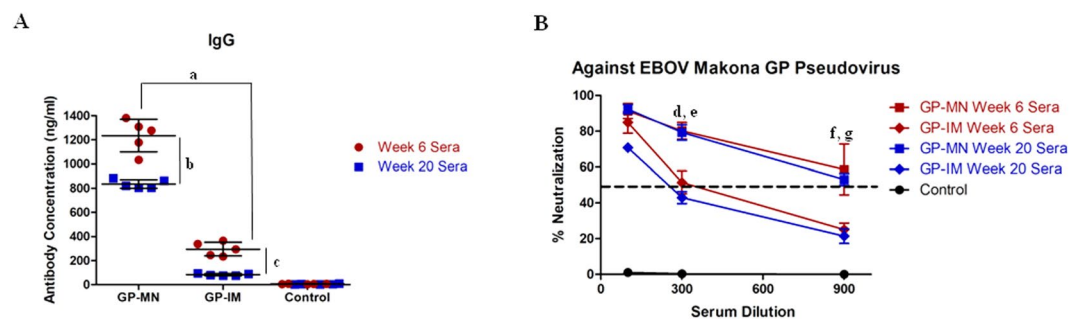 A
IgG
Antibody Concentration (ng/ml)
1400
1200
1000
800
600
400
200
0
a
b
c
GP-MN GP-IM Control
Week 6 Sera
Week 20 Sera
B
Against EBOV Makona GP Pseudovirus
% Neutralization
100
80
60
40
20
0
d, e
f, g
0 300 600 900
Serum Dilution
GP-MN Week 6 Sera
GP-IM Week 6 Sera
GP-MN Week 20 Sera
GP-IM Week 20 Sera
Control